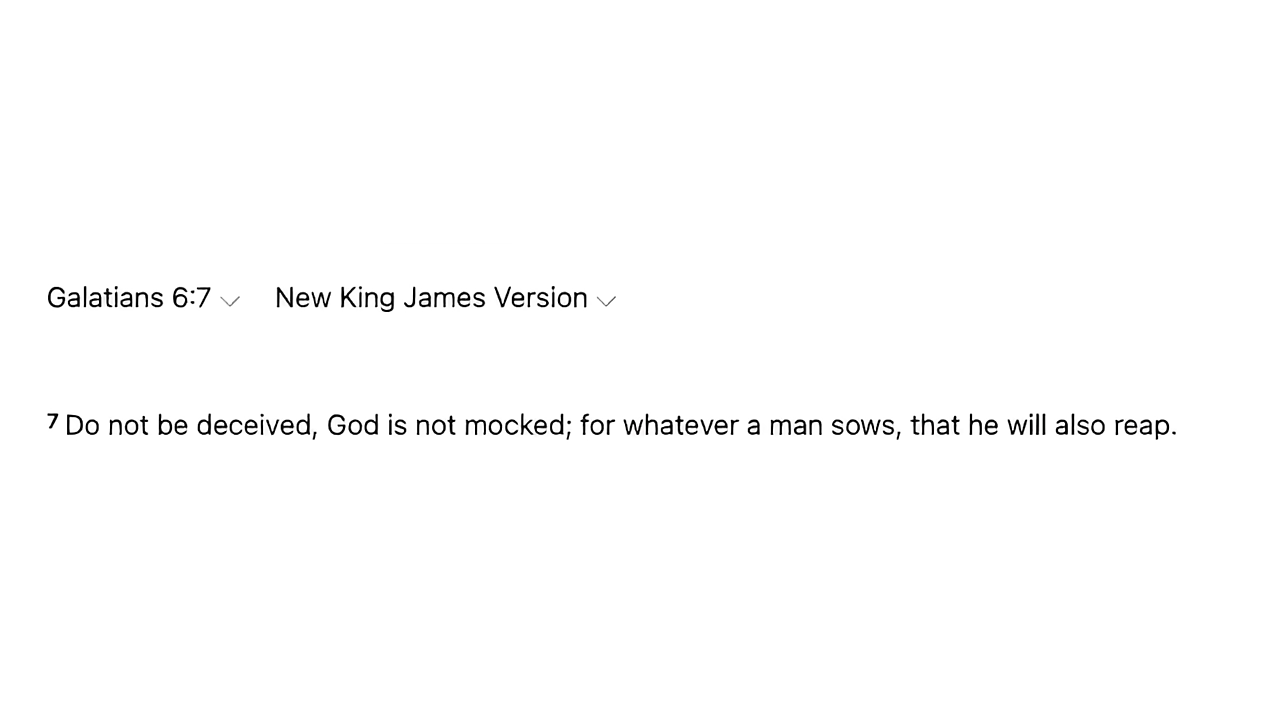 Galatians 6:7 New King James Version
7 Do not be deceived, God is not mocked; for whatever a man sows, that he will also reap.